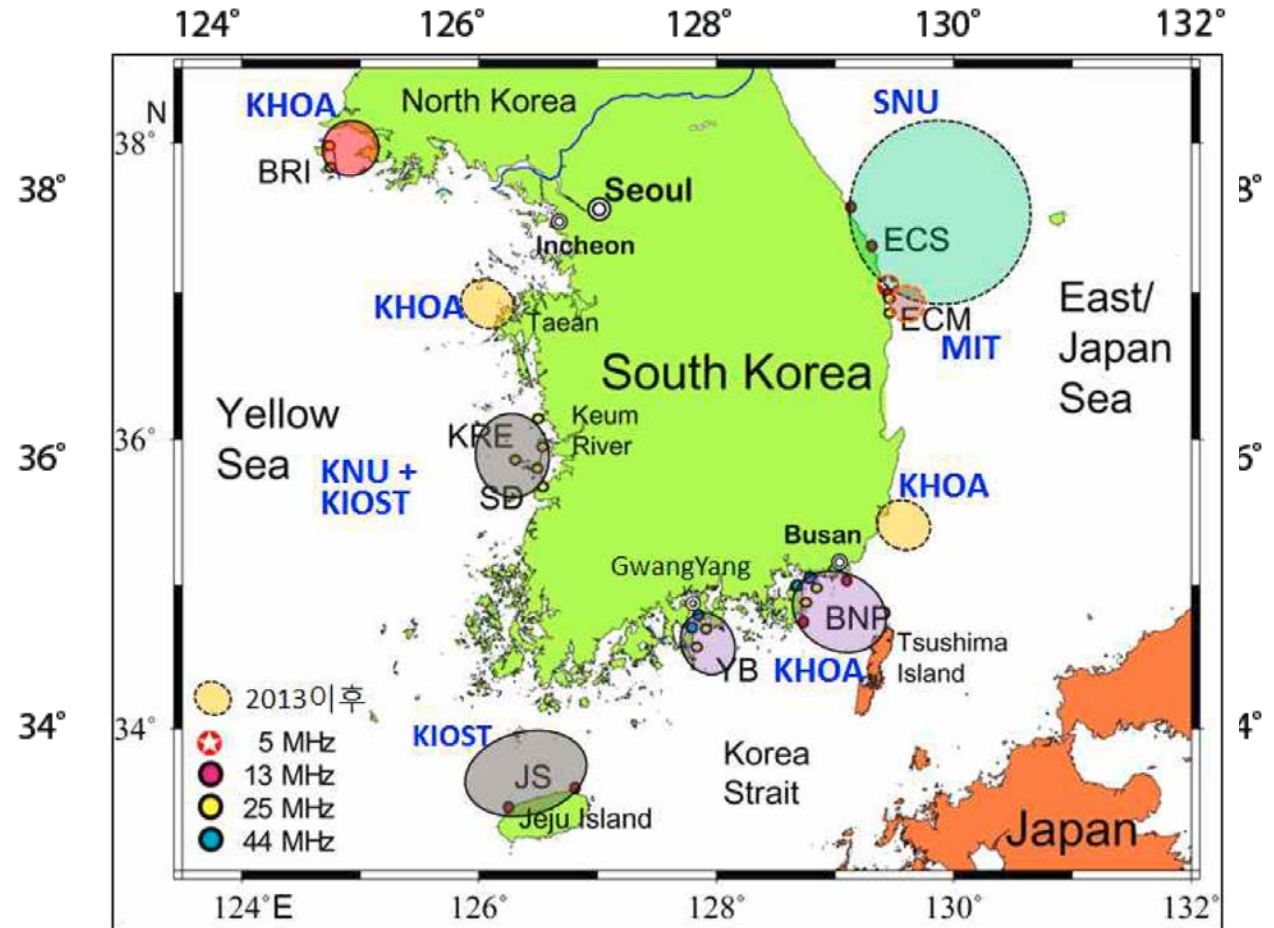 124°
126°
128°
130°
132°
N
38°
36°
34°
38°
36°
34°
8°
6°
4°
KHOA
North Korea
SNU
BRI
Seoul
Incheon
ECS
KHOA
Taean
ECM
MIT
East/
Japan
Sea
South Korea
Yellow
Sea
KRE
Keum
River
SD
KNU +
KIOST
KHOA
Busan
GwangYang
BNP
YB
KHOA
Tsushima
Island
2013이후
5 MHz
13 MHz
25 MHz
44 MHz
KIOST
JS
Jeju Island
Korea
Strait
Japan
124°E
126°
128°
130°
132°